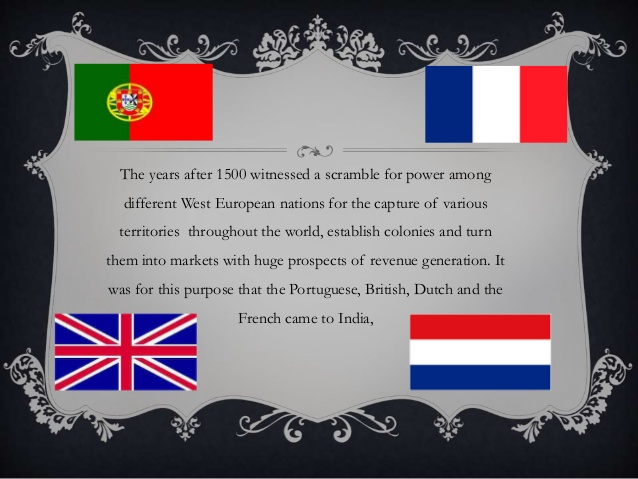 The years after 1500 witnessed a scramble for power among
different West European nations for the capture of various
territories throughout the world, establish colonies and turn
them into markets with huge prospects of revenue generation. It
was for this purpose that the Portuguese, British, Dutch and the
French came to India,